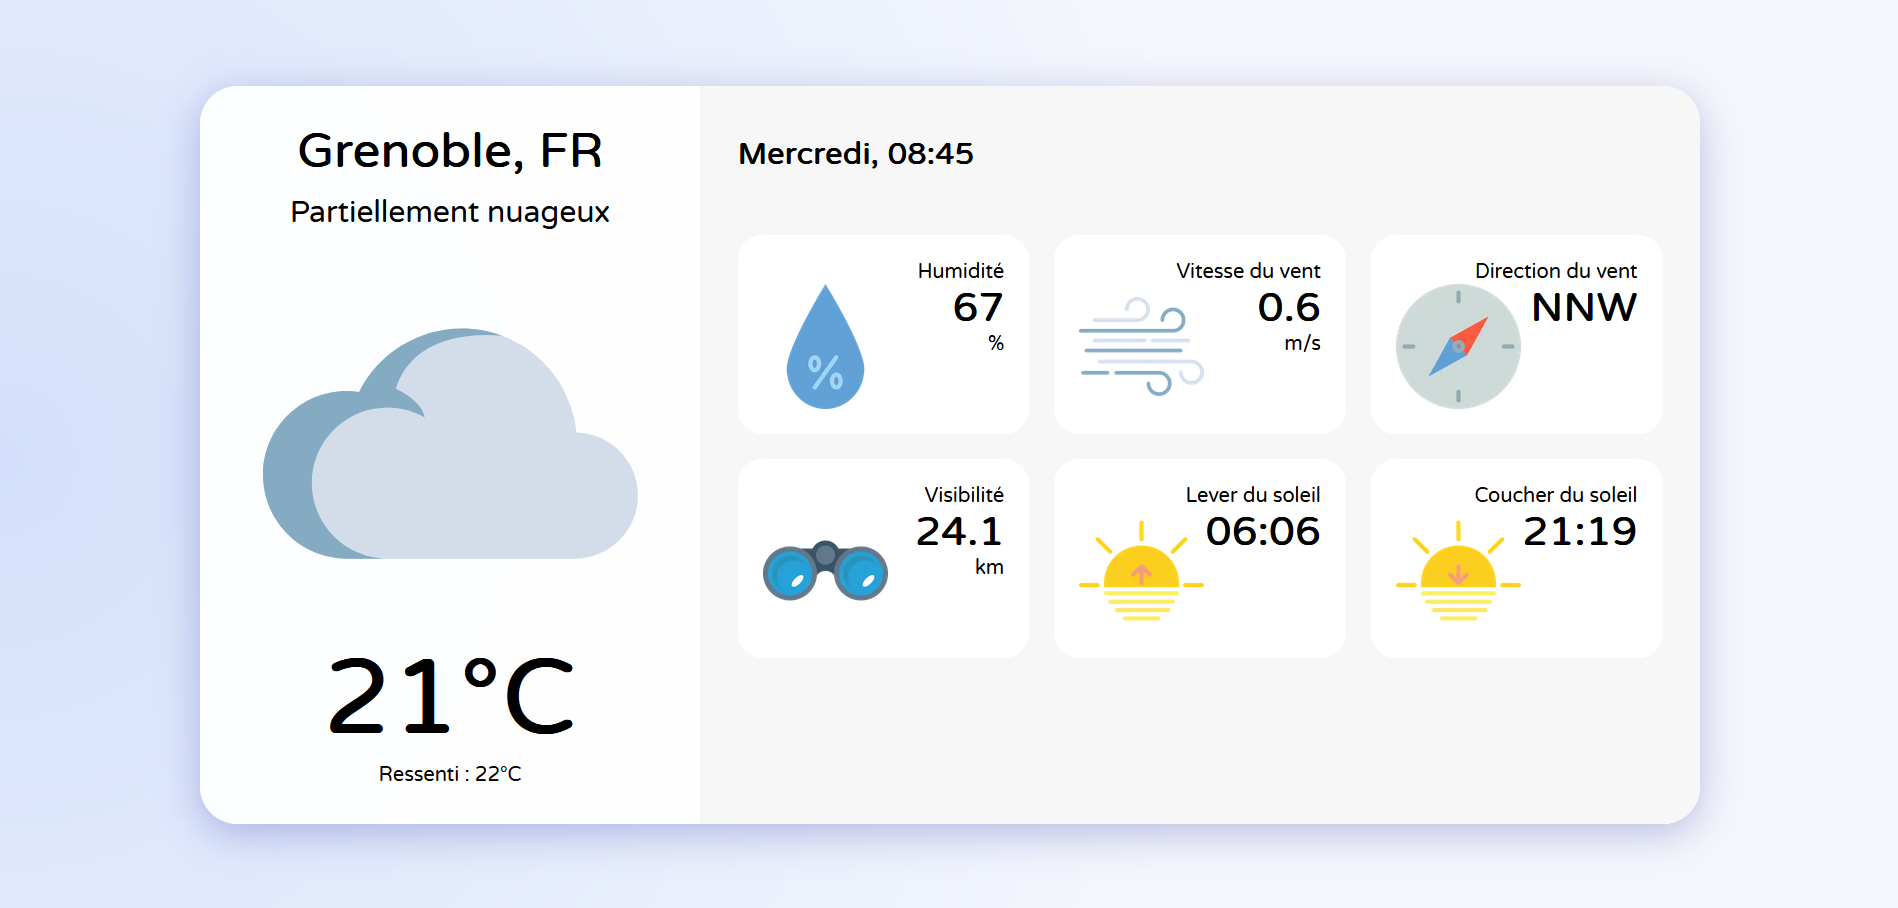 Grenoble, FR
Partiellement nuageux
21°C
Ressenti : 22°C
Mercredi, 08:45
Humidité
67
%
%
Vitesse du vent
0.6
m/s
Direction du vent
NNW
Visibilité
24.1
km
Lever du soleil
06:06
Coucher du soleil
21:19